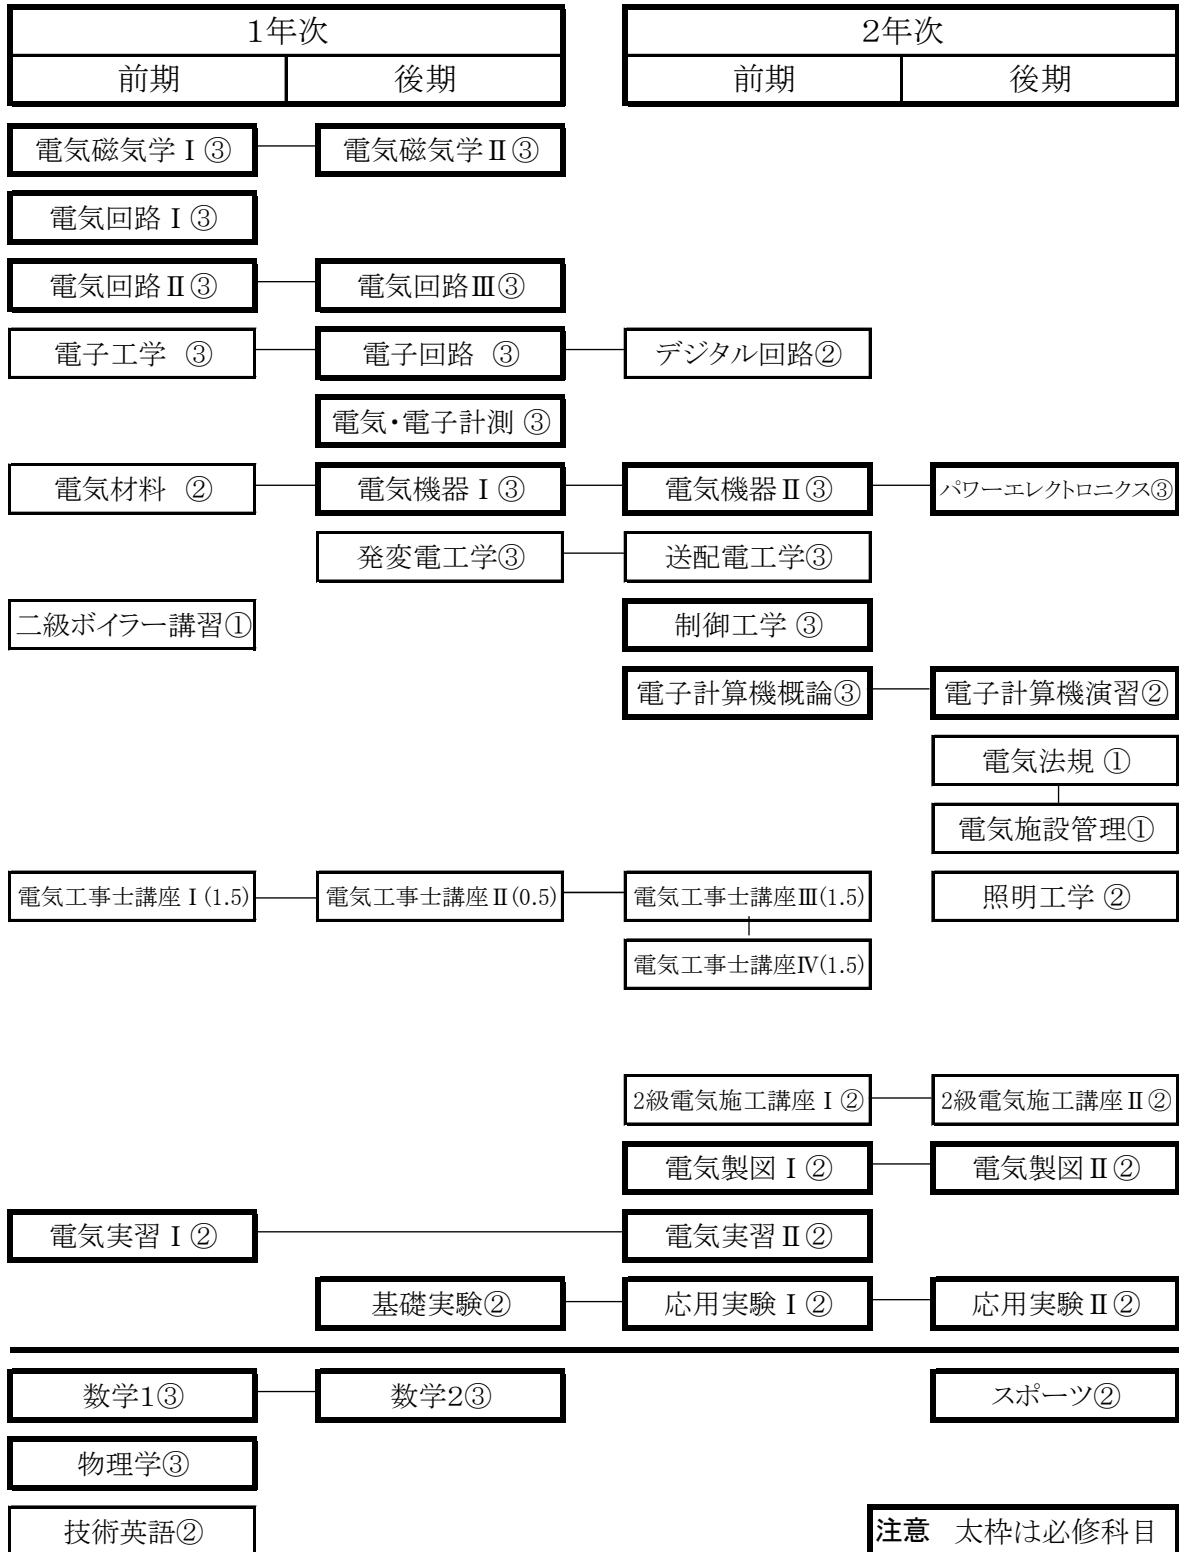 1年次 2年次
前期 後期 前期 後期
電気磁気学Ⅰ③ 電気磁気学Ⅱ③
電気回路Ⅰ③
電気回路Ⅱ③ 電気回路Ⅲ③
電子工学 ③ 電子回路 ③ デジタル回路②
電気・電子計測 ③
電気材料 ② 電気機器Ⅰ③ 電気機器Ⅱ③ パワーエレクトロニクス③
発変電工学③ 送配電工学③
二級ボイラー講習① 制御工学 ③
電子計算機概論③ 電子計算機演習②
電気法規 ①
電気施設管理①
電気工事士講座Ⅰ(1.5) 電気工事士講座Ⅱ(0.5) 電気工事士講座Ⅲ(1.5) 照明工学 ②
電気工事士講座Ⅳ(1.5)
2級電気施工講座Ⅰ② 2級電気施工講座Ⅱ②
電気製図Ⅰ② 電気製図Ⅱ②
電気実習Ⅰ② 電気実習Ⅱ②
基礎実験② 応用実験Ⅰ② 応用実験Ⅱ②
数学1③ 数学2③ スポーツ②
物理学③
技術英語② 注意 太枠は必修科目